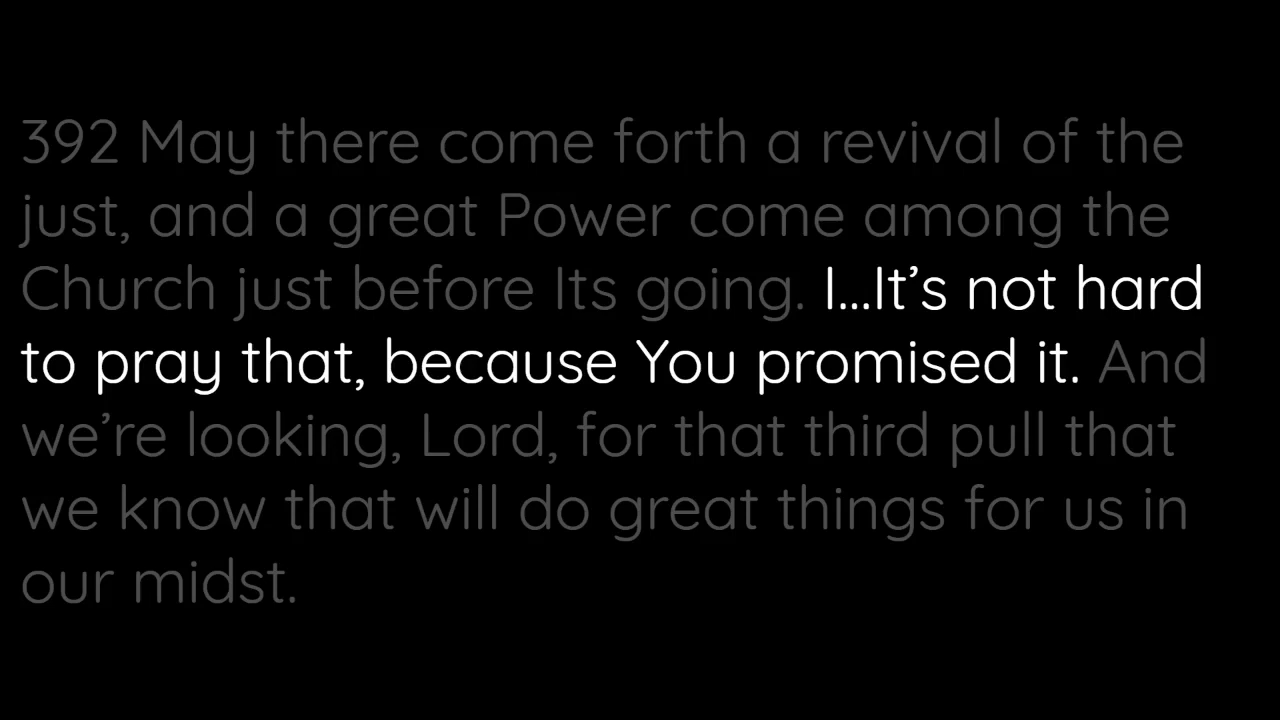 392 May there come forth a revival of the
just, and a great Power come among the
Church just before Its going. I...It’s not hard
to pray that, because You promised it. And
we’re looking, Lord, for that third pull that
we know that will do great things for us in
our midst.